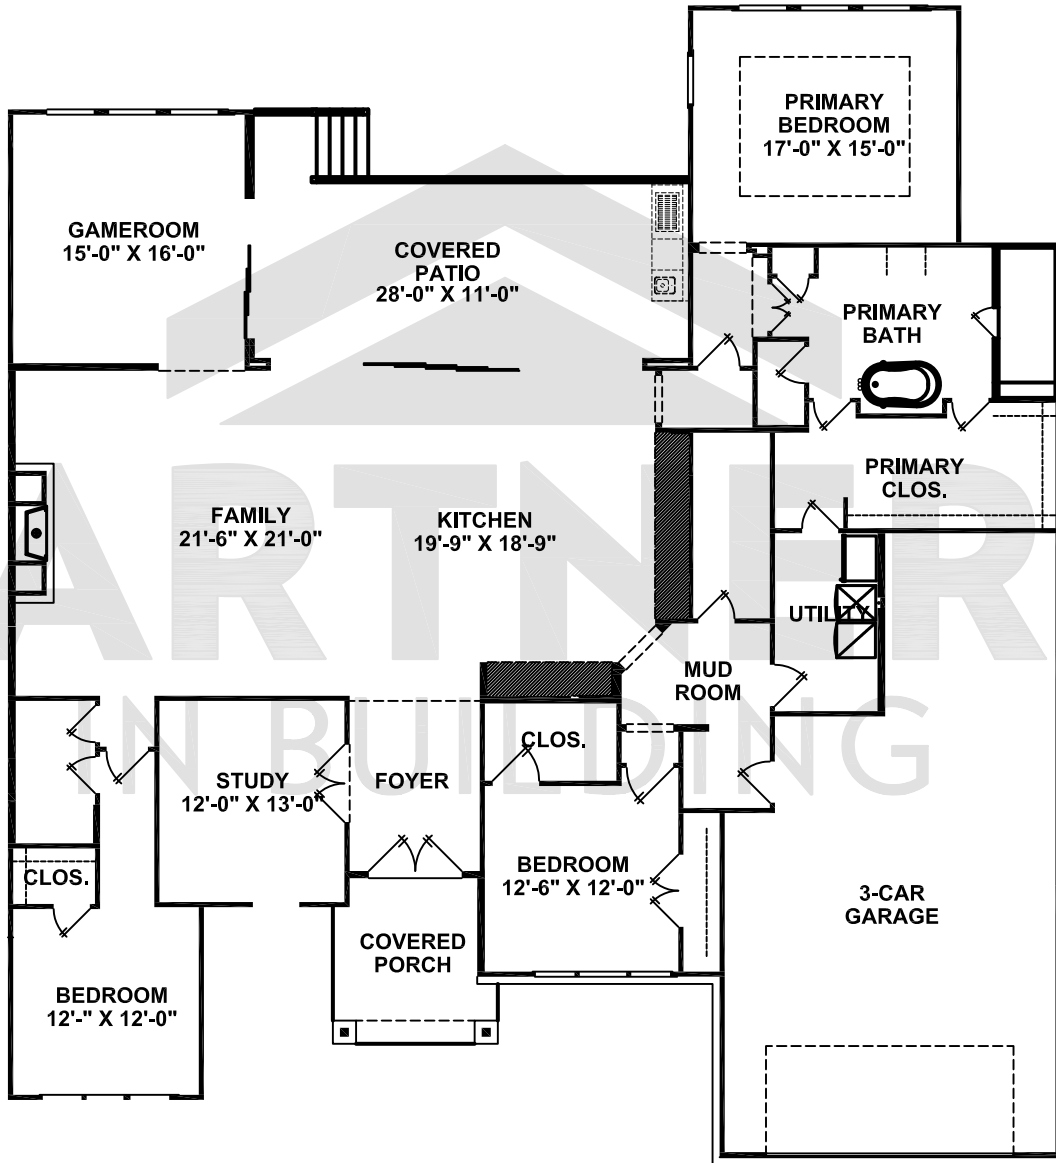 PRIMARY
BEDROOM
17'-0" X 15'-0"
GAMEROOM
15'-0" X 16'-0"
COVERED
PATIO
28'-0" X 11'-0"
PRIMARY
BATH
PRIMARY
CLOS.
FAMILY
21'-6" X 21'-0"
KITCHEN
19'-9" X 18'-9"
UTILITY
MUD
ROOM
CLOS.
STUDY
12'-0" X 13'-0"
FOYER
BEDROOM
12'-6" X 12'-0"
CLOS.
3-CAR
GARAGE
COVERED
PORCH
BEDROOM
12'-" X 12'-0"
ARTNER
IN BUILDING